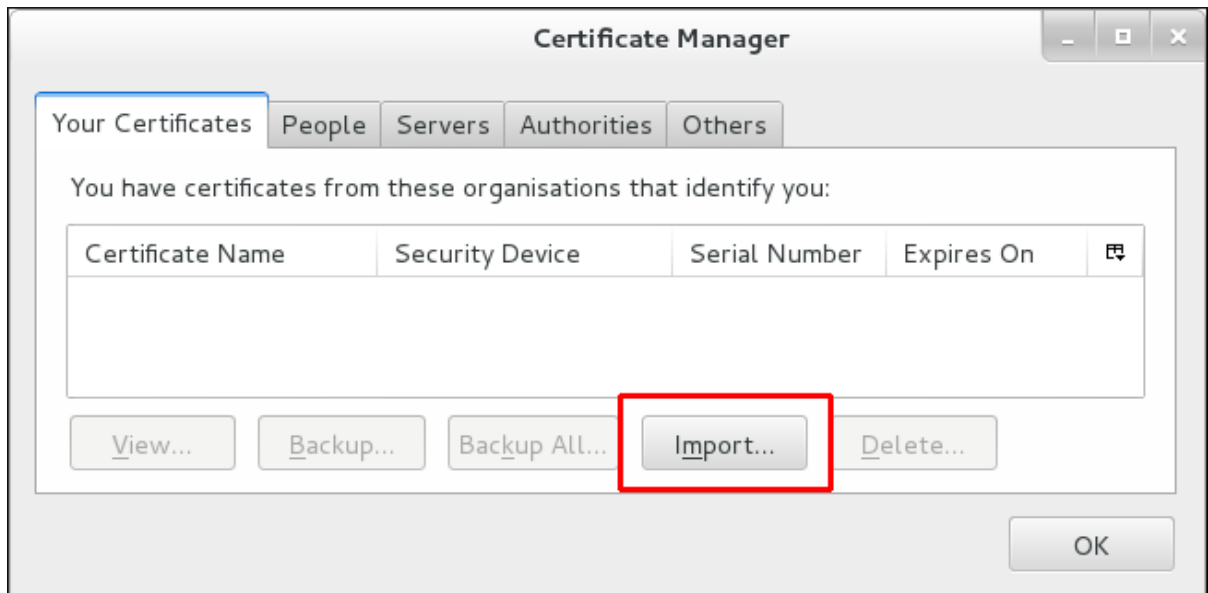 Certificate Manager
Your Certificates People Servers Authorities Others
You have certificates from these organisations that identify you:
Certificate Name Security Device Serial Number Expires On
View... Backup... Backup All... Import... Delete...
OK